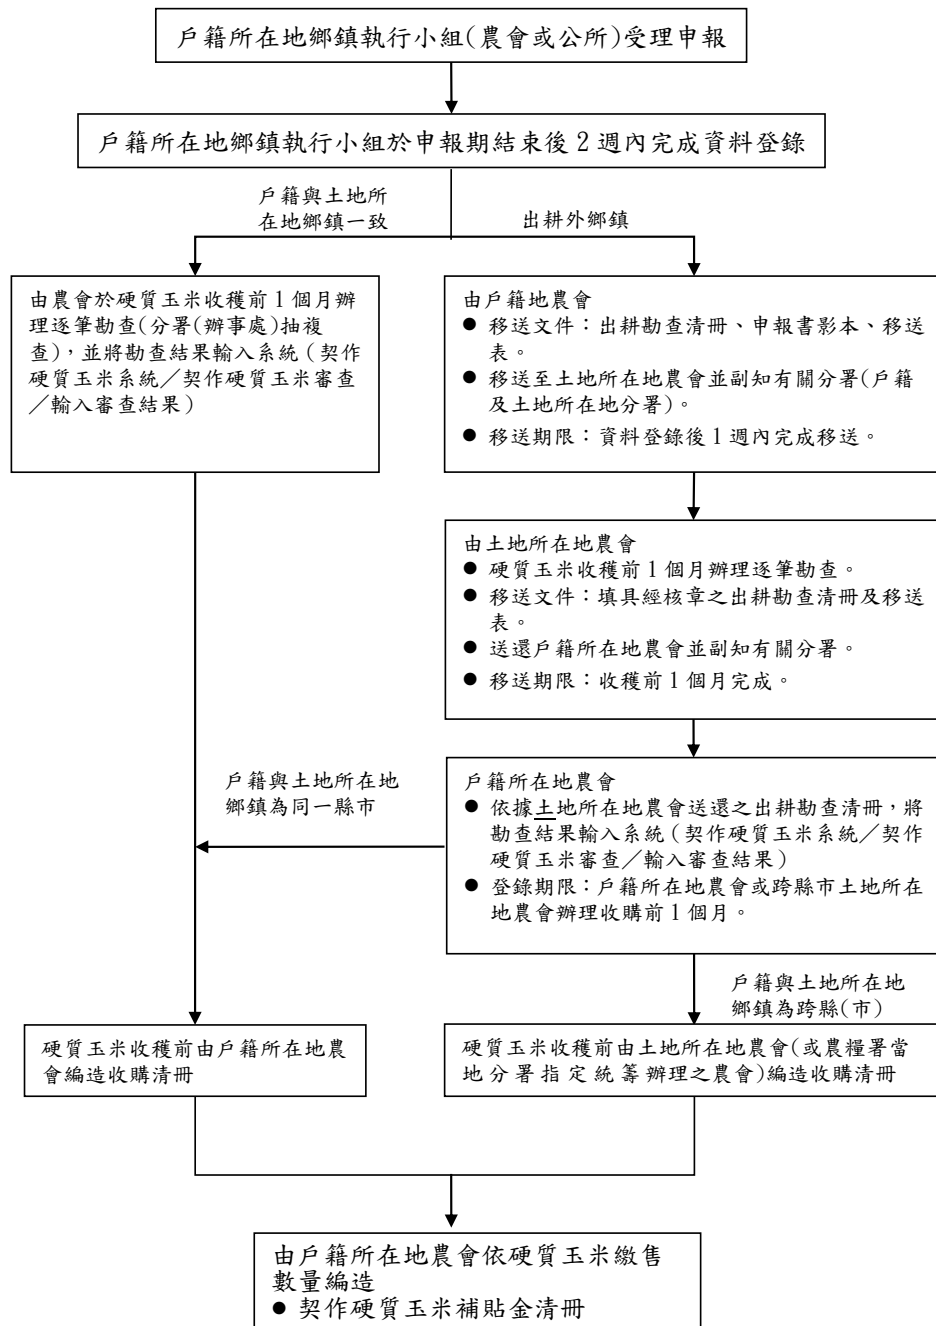 戶籍所在地鄉鎮執行小組(農會或公所)受理申報
戶籍所在地鄉鎮執行小組於申報期結束後 2 週內完成資料登錄
戶籍與土地所
在地鄉鎮一致
出耕外鄉鎮
由農會於硬質玉米收穫前 1 個月辦
理逐筆勘查(分署(辦事處)抽複
查)，並將勘查結果輸入系統（契作
硬質玉米系統／契作硬質玉米審查
／輸入審查結果）
由戶籍地農會
● 移送文件：出耕勘查清冊、申報書影本、移送
表。
● 移送至土地所在地農會並副知有關分署(戶籍
及土地所在地分署)。
● 移送期限：資料登錄後 1 週內完成移送。
由土地所在地農會
● 硬質玉米收穫前 1 個月辦理逐筆勘查。
● 移送文件：填具經核章之出耕勘查清冊及移送
表。
● 送還戶籍所在地農會並副知有關分署。
● 移送期限：收穫前 1 個月完成。
戶籍與土地所在地
鄉鎮為同一縣市
戶籍所在地農會
● 依據土地所在地農會送還之出耕勘查清冊，將
勘查結果輸入系統（契作硬質玉米系統／契作
硬質玉米審查／輸入審查結果）
● 登錄期限：戶籍所在地農會或跨縣市土地所在
地農會辦理收購前 1 個月。
戶籍與土地所在地
鄉鎮為跨縣(市)
硬質玉米收穫前由戶籍所在地農
會編造收購清冊
硬質玉米收穫前由土地所在地農會(或農糧署當
地分署指定統籌辦理之農會)編造收購清冊
由戶籍所在地農會依硬質玉米繳售
數量編造
● 契作硬質玉米補貼金清冊